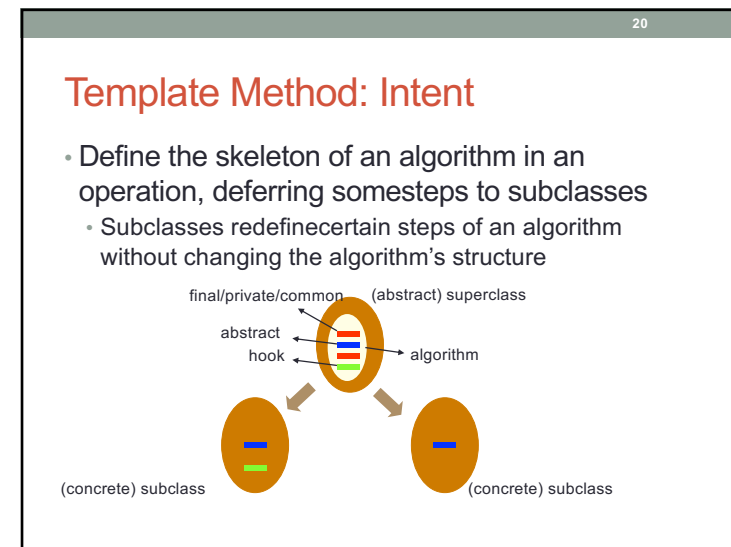 20
Template Method: Intent
• Define the skeleton of an algorithm in an
operation, deferring somesteps to subclasses
• Subclasses redefinecertain steps of an algorithm
without changing the algorithm’s structure
final/private/common
(abstract) superclass
abstract
hook
algorithm
(concrete) subclass
(concrete) subclass